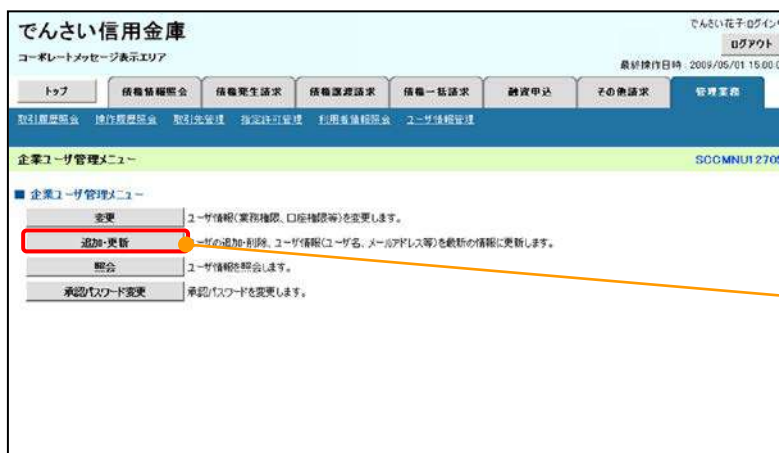 でんさい信用金庫
でんさい花子:ログイン
コーポレートメッセージ表示エリア
ログアウト
最終操作日時 : 2009/05/01 15:00:0
トップ 債権情報照会 債権発生請求 債権譲渡請求 債権一括請求 融資申込 その他請求 管理業務
取引履歴照会 操作履歴照会 取引先管理 指定許可管理 利用者情報照会 ユーザ情報管理
企業ユーザ管理メニュー SCCMNU12705
■ 企業ユーザ管理メニュー
変更 ユーザ情報(業務権限、口座権限等)を変更します。
追加・更新 ユーザの追加・削除、ユーザ情報(ユーザ名、メールアドレス等)を最新の情報に更新します。
照会 ユーザ情報を照会します。
承認パスワード変更 承認パスワードを変更します。